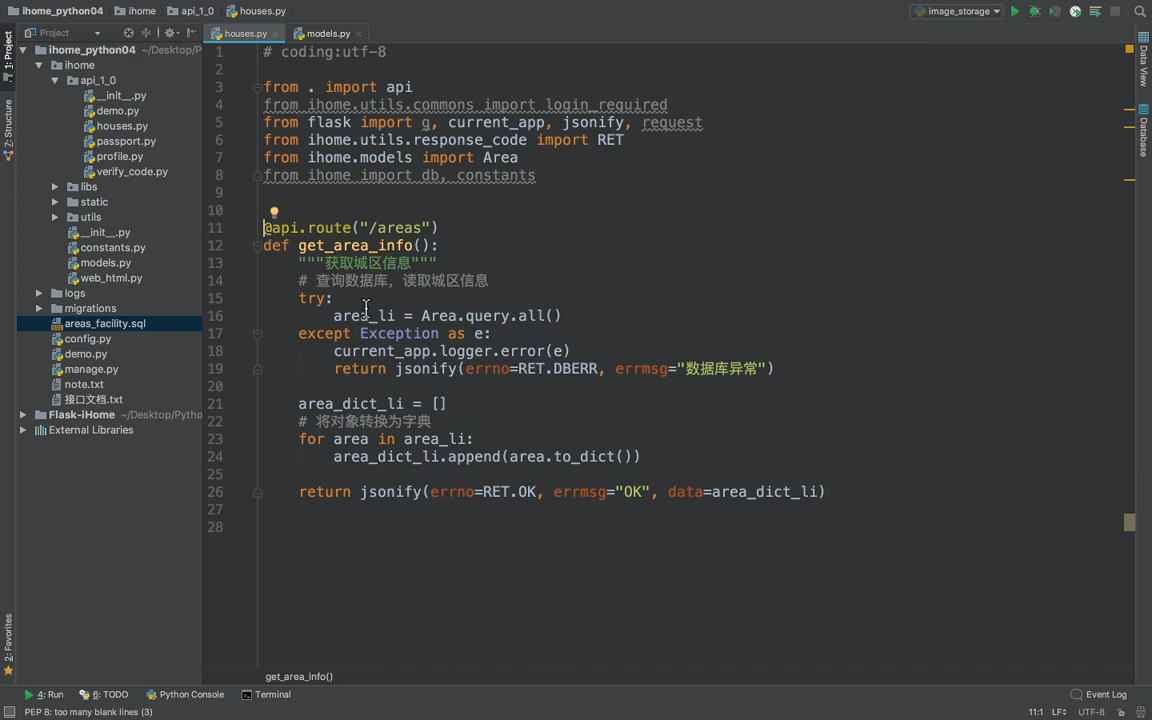 ihome_python04 ihome api_1_0 houses.py image_storage
Project houses.py models.py
1: Project
Z: Structure
2: Favorites
Data View
Database
ihome_python04 ~/Desktop/P
ihome
api_1_0
__init__.py
demo.py
houses.py
passport.py
profile.py
verify_code.py
libs
static
utils
__init__.py
constants.py
models.py
web_html.py
logs
migrations
areas_facility.sql
config.py
demo.py
manage.py
note.txt
接口文档.txt
Flask-iHome ~/Desktop/Pytho
External Libraries
1 # coding:utf-8
2
3 from . import api
4 from ihome.utils.commons import login_required
5 from flask import g, current_app, jsonify, request
6 from ihome.utils.response_code import RET
7 from ihome.models import Area
8 from ihome import db, constants
9
10
11 @api.route("/areas")
12 def get_area_info():
13 """获取城区信息"""
14 # 查询数据库，读取城区信息
15 try:
16 area_li = Area.query.all()
17 except Exception as e:
18 current_app.logger.error(e)
19 return jsonify(errno=RET.DBERR, errmsg="数据库异常")
20
21 area_dict_li = []
22 # 将对象转换为字典
23 for area in area_li:
24 area_dict_li.append(area.to_dict())
25
26 return jsonify(errno=RET.OK, errmsg="OK", data=area_dict_li)
27
28
get_area_info()
4: Run 6: TODO Python Console Terminal Event Log
PEP 8: too many blank lines (3) 11:1 LF UTF-8